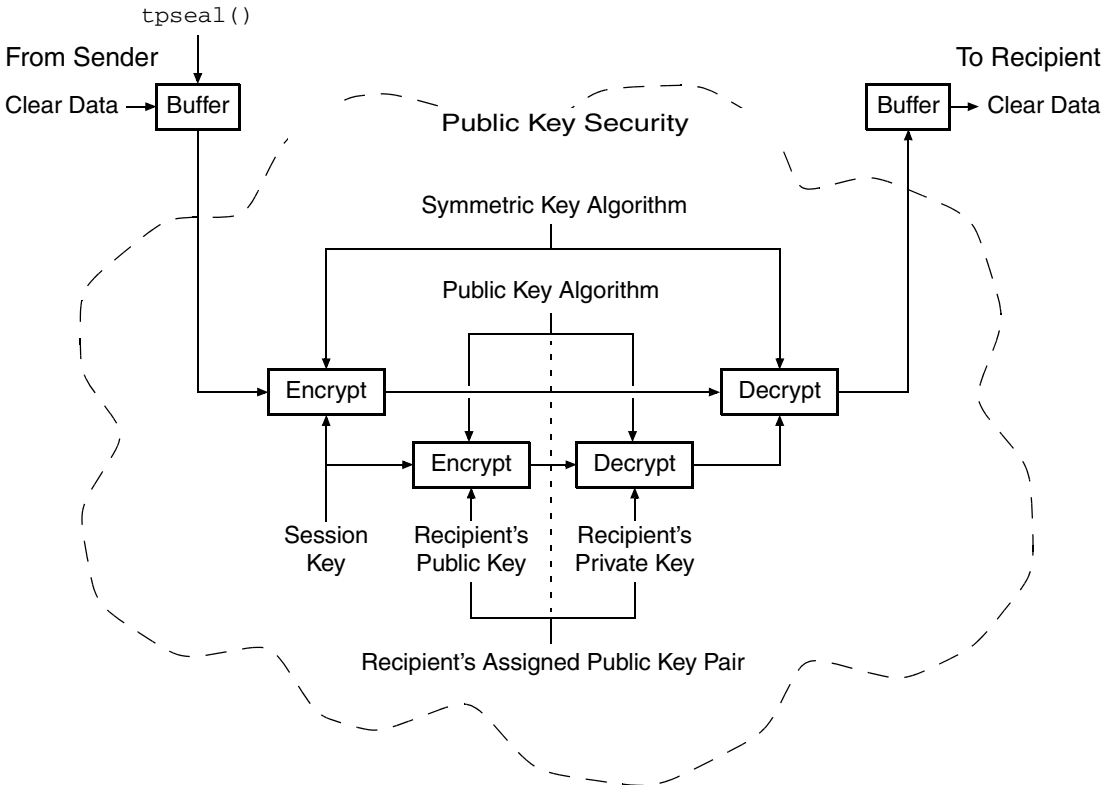 tpseal()
From Sender
To Recipient
Clear Data
Buffer
Buffer
Clear Data
Public Key Security
Symmetric Key Algorithm
Public Key Algorithm
Encrypt
Decrypt
Encrypt
Decrypt
Session
Key
Recipient's
Public Key
Recipient's
Private Key
Recipient's Assigned Public Key Pair